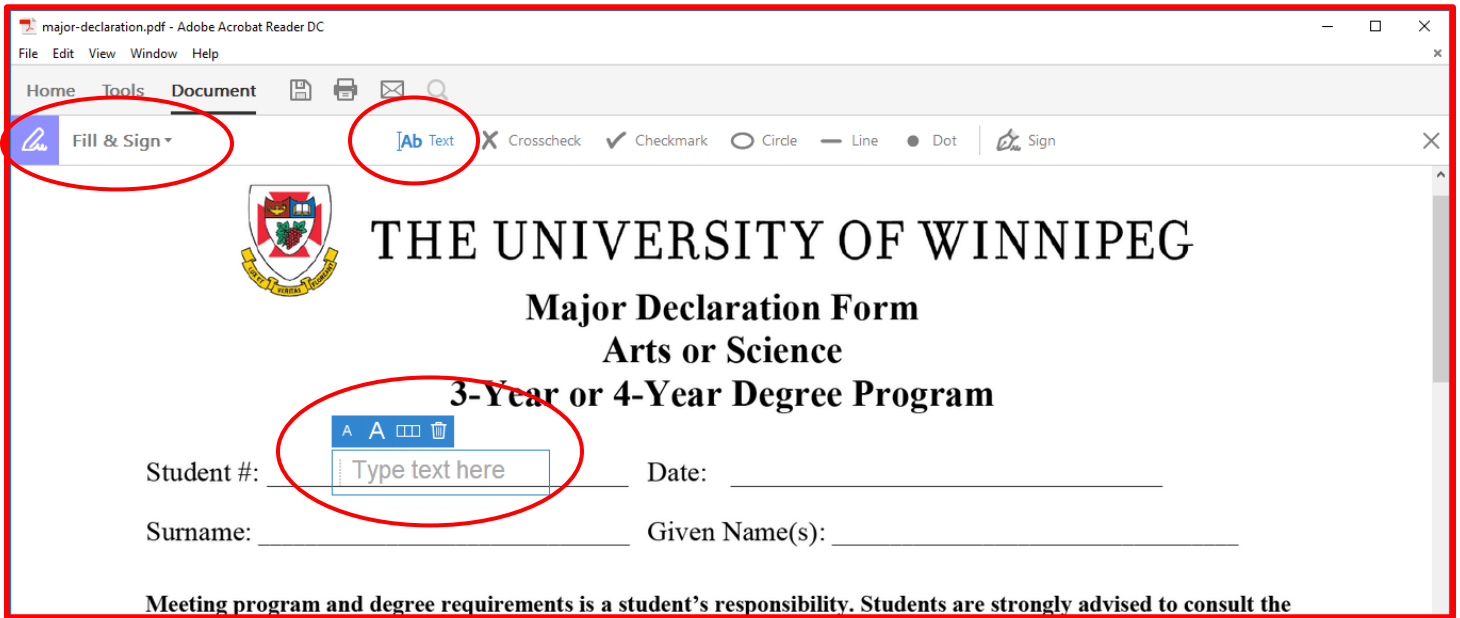 major-declaration.pdf - Adobe Acrobat Reader DC
File Edit View Window Help
Home Tools Document
Fill & Sign Ab Text Crosscheck Checkmark Circle Line Dot Sign
THE UNIVERSITY OF WINNIPEG
Major Declaration Form
Arts or Science
3-Year or 4-Year Degree Program
A A
Student #: Type text here Date:
Surname: Given Name(s):
Meeting program and degree requirements is a student's responsibility. Students are strongly advised to consult the